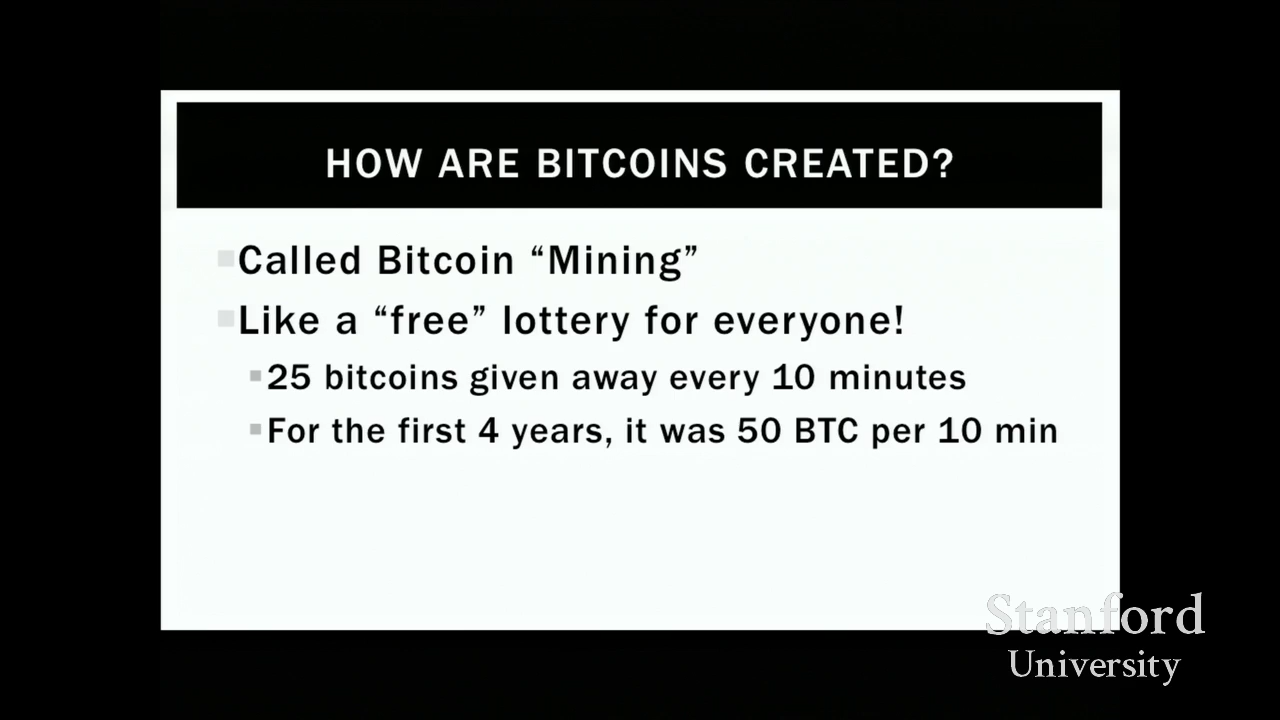 HOW ARE BITCOINS CREATED?
Called Bitcoin “Mining”
Like a “free” lottery for everyone!
25 bitcoins given away every 10 minutes
For the first 4 years, it was 50 BTC per 10 min
Stanford
University